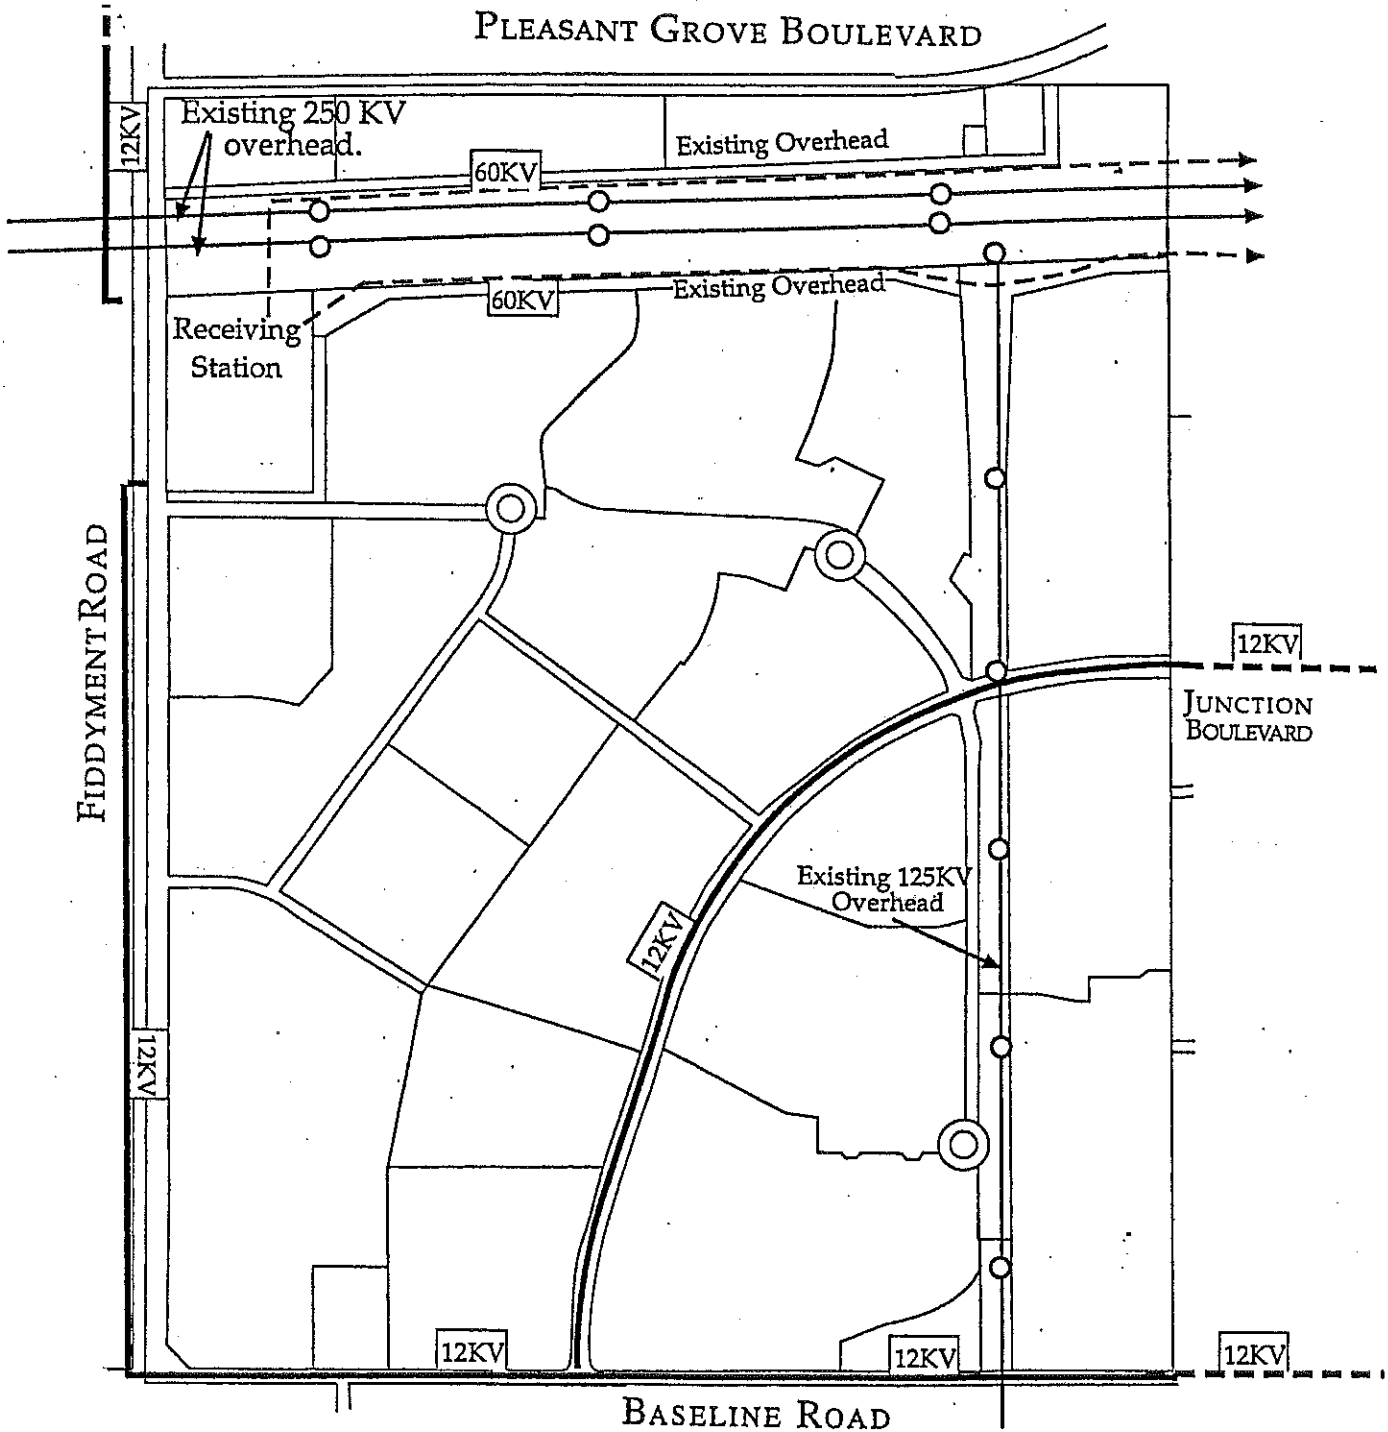 PLEASANT GROVE BOULEVARD
12KV
Existing 250 KV
overhead.
Existing Overhead
60KV
60KV
Existing Overhead
Receiving
Station
FIDDYMENT ROAD
12KV
JUNCTION
BOULEVARD
Existing 125KV
Overhead
12KV
12KV
12KV
12KV
12KV
BASELINE ROAD